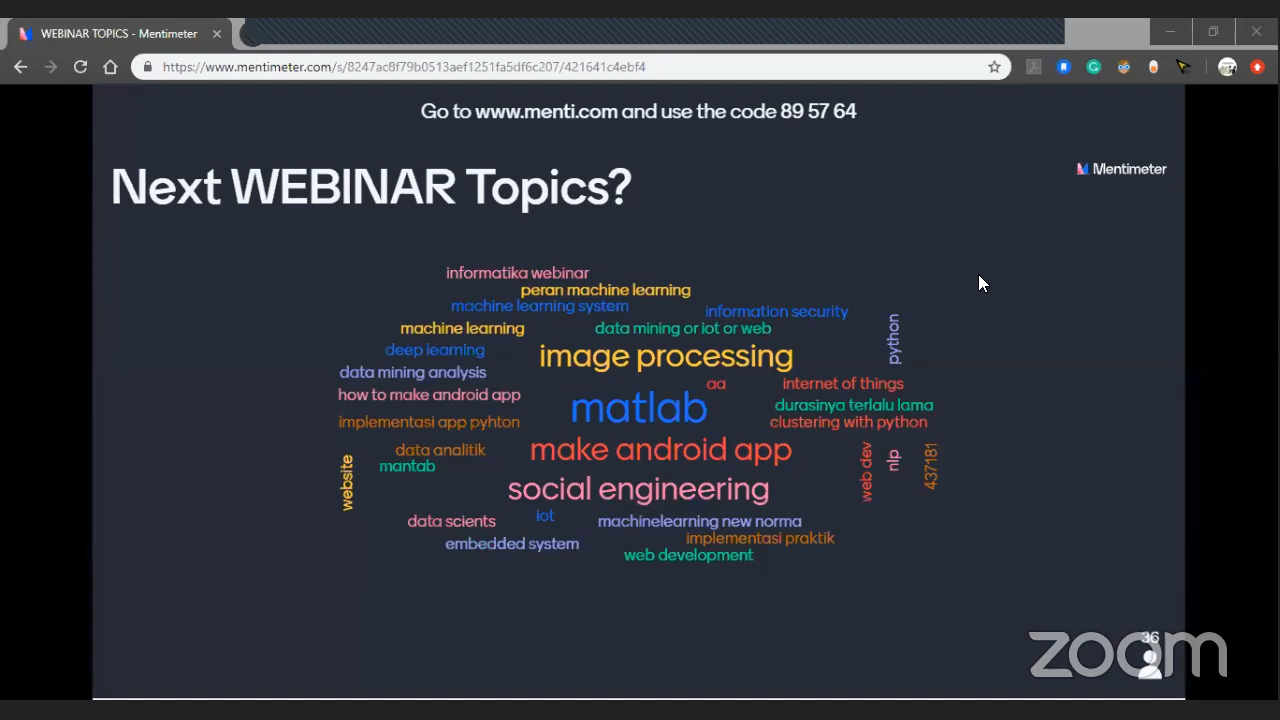 WEBINAR TOPICS - Mentimeter
https://www.mentimeter.com/s/8247ac8f79b0513aef1251fa5df6c207/421641c4ebf4
Go to www.menti.com and use the code 89 57 64
Next WEBINAR Topics?
Mentimeter
informatika webinar
peran machine learning
machine learning system
information security
machine learning
data mining or iot or web
python
deep learning
image processing
data mining analysis
aa
internet of things
how to make android app
matlab
durasinya terlalu lama
implementasi app pyhton
clustering with python
data analitik
make android app
mantab
website
web dev
nlp
437181
social engineering
data scients
iot
machinelearning new norma
embedded system
implementasi praktik
web development
36
zoom